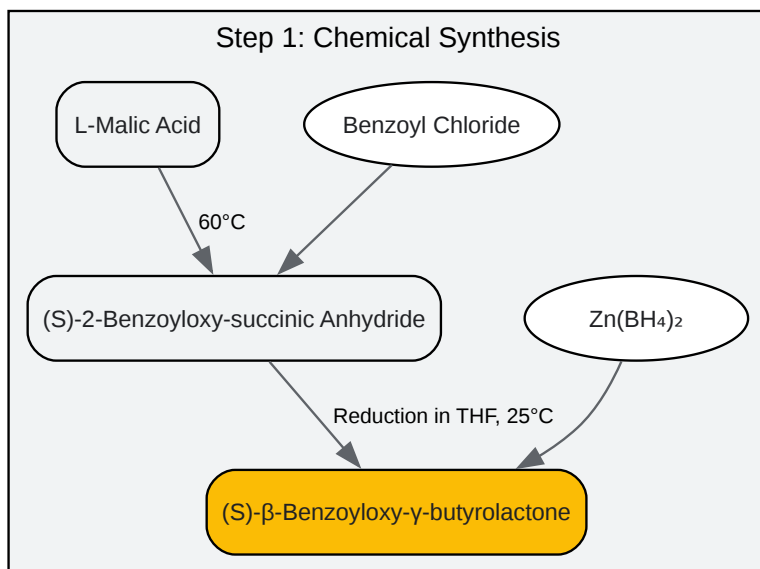 Step 1: Chemical Synthesis
L-Malic Acid
Benzoyl Chloride
60°C
(S)-2-Benzoyloxy-succinic Anhydride
Zn(BH₄)₂
Reduction in THF, 25°C
(S)-β-Benzoyloxy-γ-butyrolactone